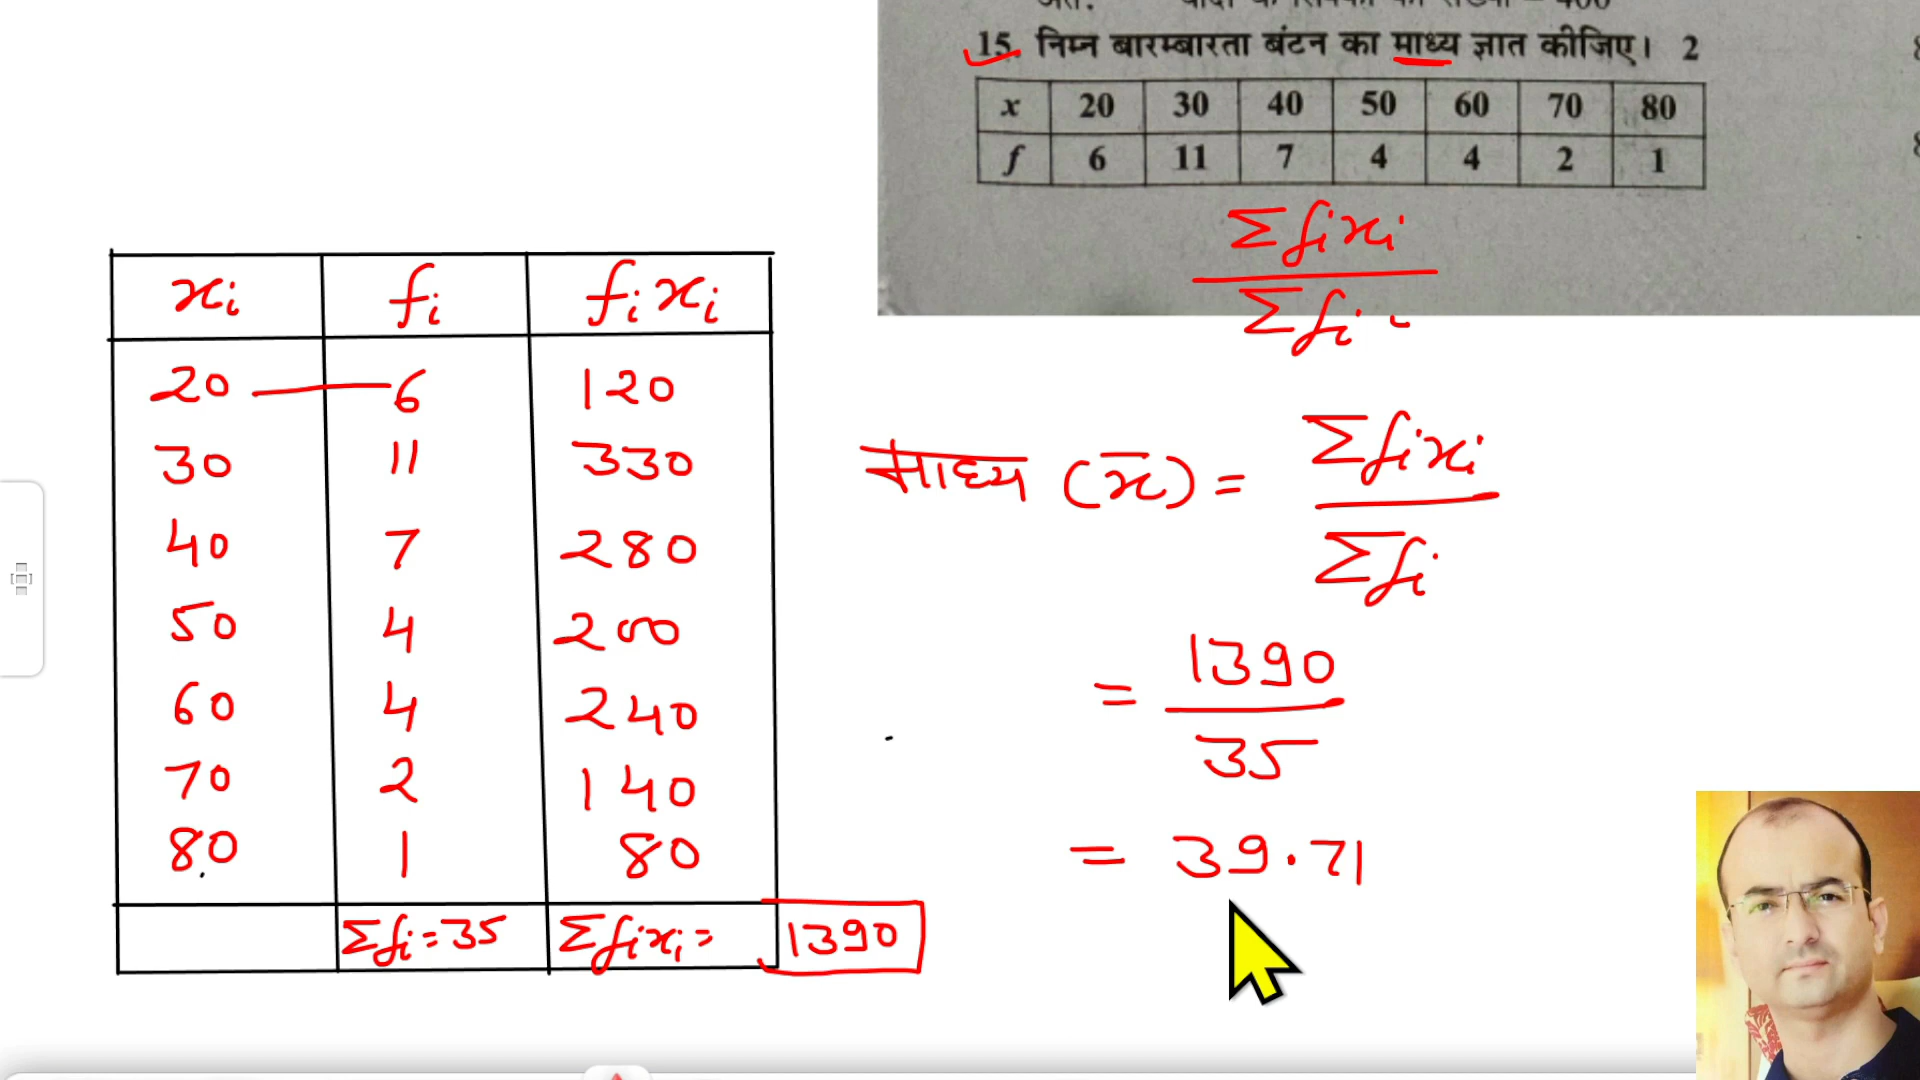 15. निम्न बारम्बारता बंटन का माध्य ज्ञात कीजिए। 2
x 20 30 40 50 60 70 80
f 6 11 7 4 4 2 1
Σfixi
Σfi
xi fi fixi
20 6 120
30 11 330
40 7 280
50 4 200
60 4 240
70 2 140
80 1 80
Σfi = 35 Σfixi = 1390
माध्य (x̄) = Σfixi
Σfi
= 1390
35
= 39.71